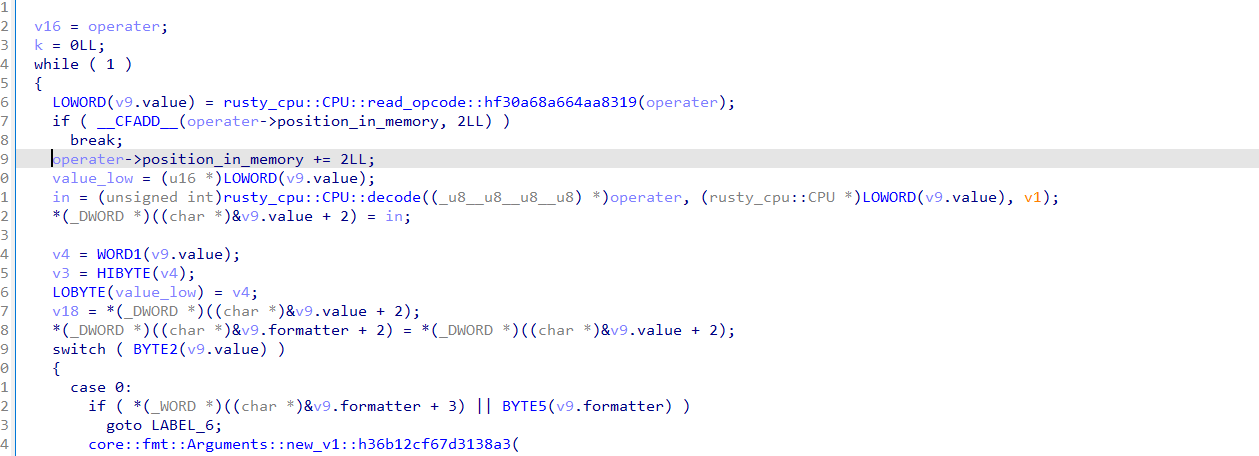 1
2 v16 = operater;
3 k = 0LL;
4 while ( 1 )
5 {
6 LOWORD(v9.value) = rusty_cpu::CPU::read_opcode::hf30a68a664aa8319(operater);
7 if ( __CFADD__(operater->position_in_memory, 2LL) )
8 break;
9 operater->position_in_memory += 2LL;
0 value_low = (u16 *)LOWORD(v9.value);
1 in = (unsigned int)rusty_cpu::CPU::decode((_u8__u8__u8__u8) *)operater, (rusty_cpu::CPU *)LOWORD(v9.value), v1);
2 *(_DWORD *)((char *)&v9.value + 2) = in;
3
4 v4 = WORD1(v9.value);
5 v3 = HIBYTE(v4);
6 LOBYTE(value_low) = v4;
7 v18 = *(_DWORD *)((char *)&v9.value + 2);
8 *(_DWORD *)((char *)&v9.formatter + 2) = *(_DWORD *)((char *)&v9.value + 2);
9 switch ( BYTE2(v9.value) )
0 {
1 case 0:
2 if ( *(_WORD *)((char *)&v9.formatter + 3) || BYTE5(v9.formatter) )
3 goto LABEL_6;
4 core::fmt::Arguments::new_v1::h36b12cf67d3138a3(